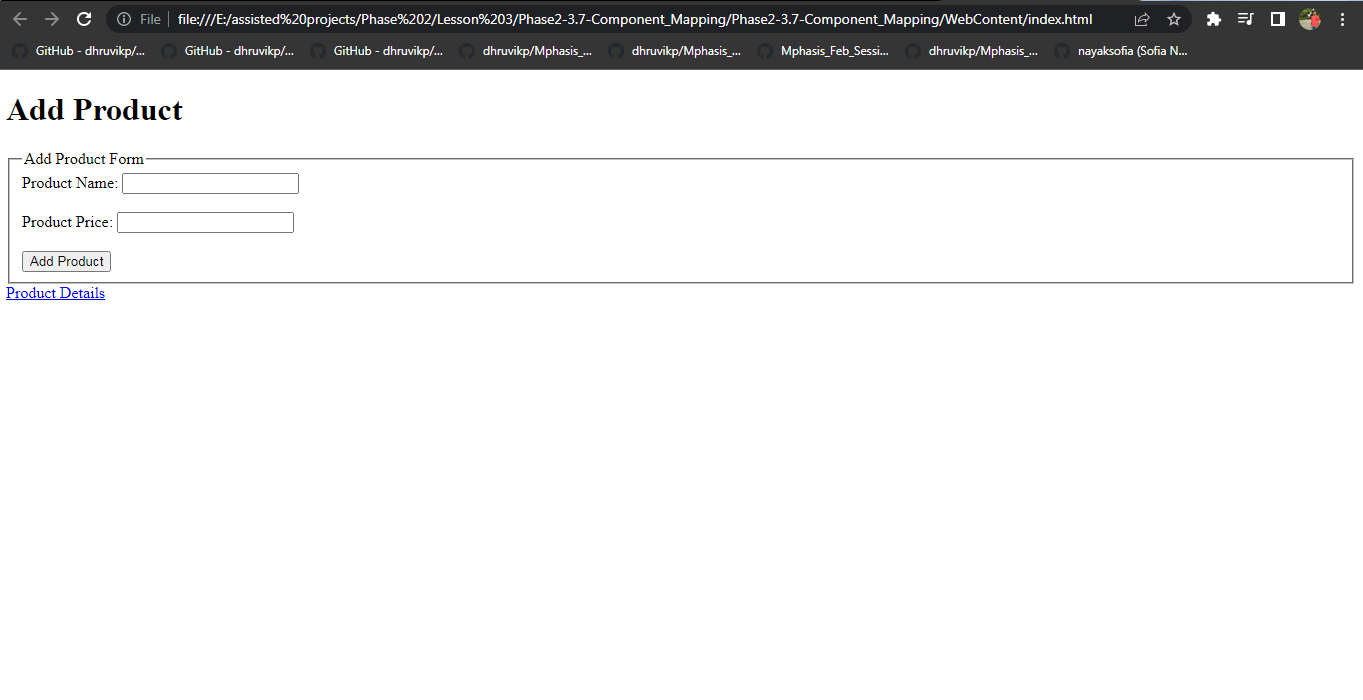 File file:///E:/assisted%20projects/Phase%202/Lesson%203/Phase2-3.7-Component_Mapping/Phase2-3.7-Component_Mapping/WebContent/index.html
GitHub - dhruvikp/... GitHub - dhruvikp/... GitHub - dhruvikp/... dhruvikp/Mphasis_... dhruvikp/Mphasis_... Mphasis_Feb_Sessi... dhruvikp/Mphasis_... nayaksofia (Sofia N...
Add Product
Add Product Form
Product Name:
Product Price:
Add Product
Product Details